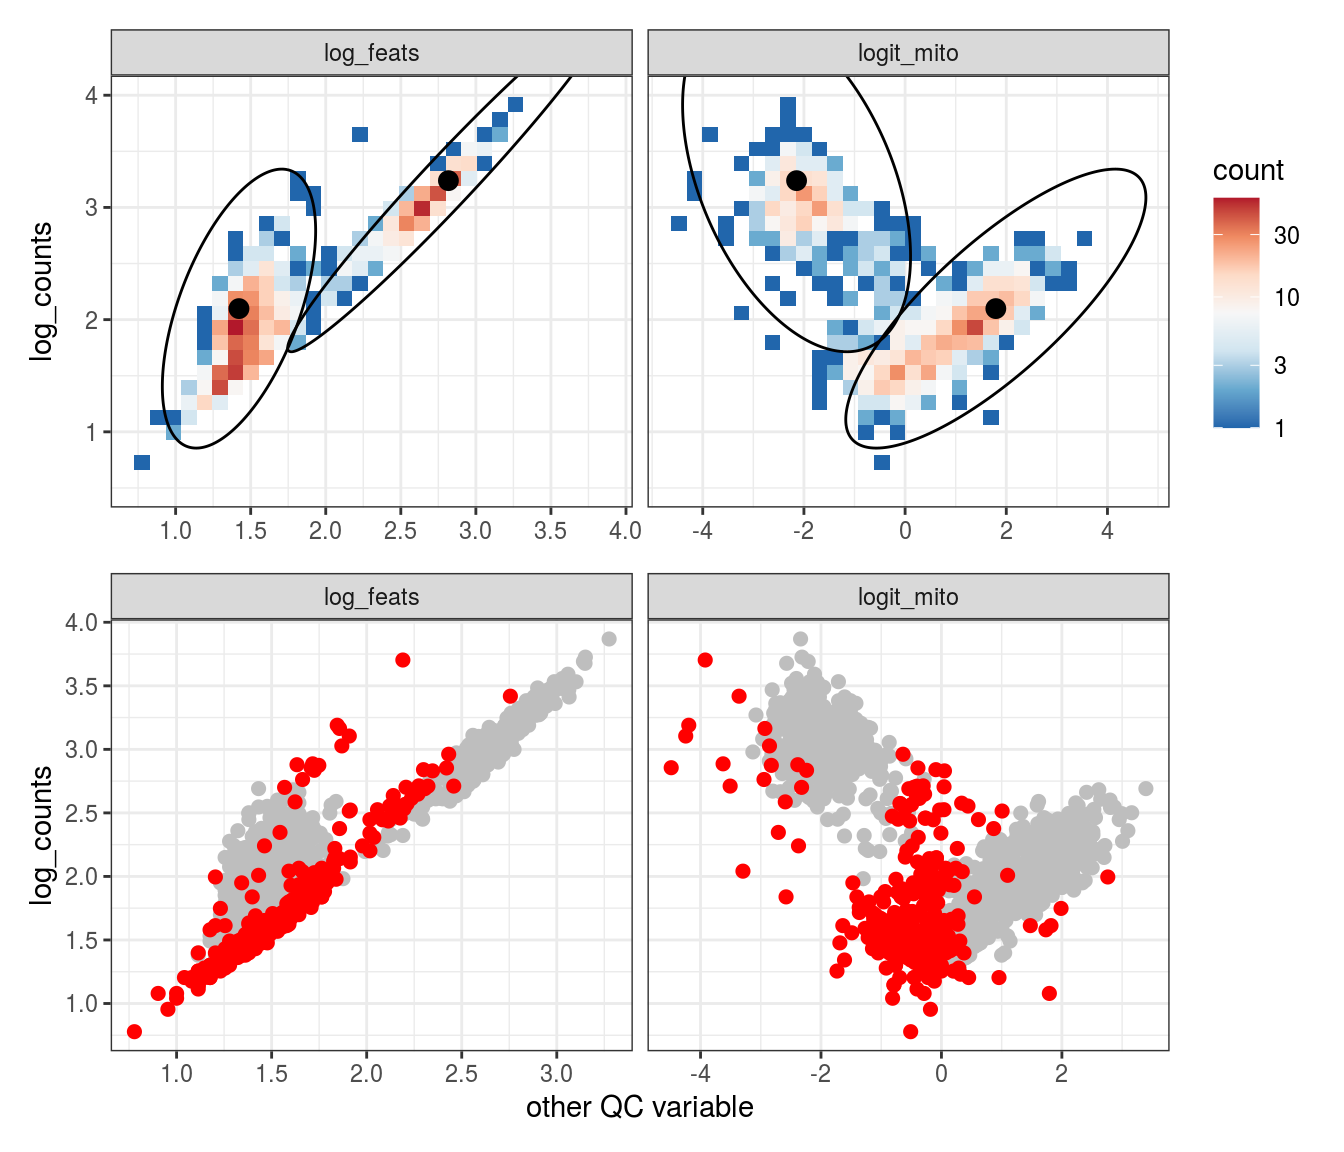 log_feats
logit_mito
4
3
2
1
log_counts
1.0 1.5 2.0 2.5 3.0 3.5 4.0
-4 -2 0 2 4
count
30
10
3
1
log_feats
logit_mito
4.0
3.5
3.0
2.5
2.0
1.5
1.0
log_counts
1.0 1.5 2.0 2.5 3.0
-4 -2 0 2
other QC variable